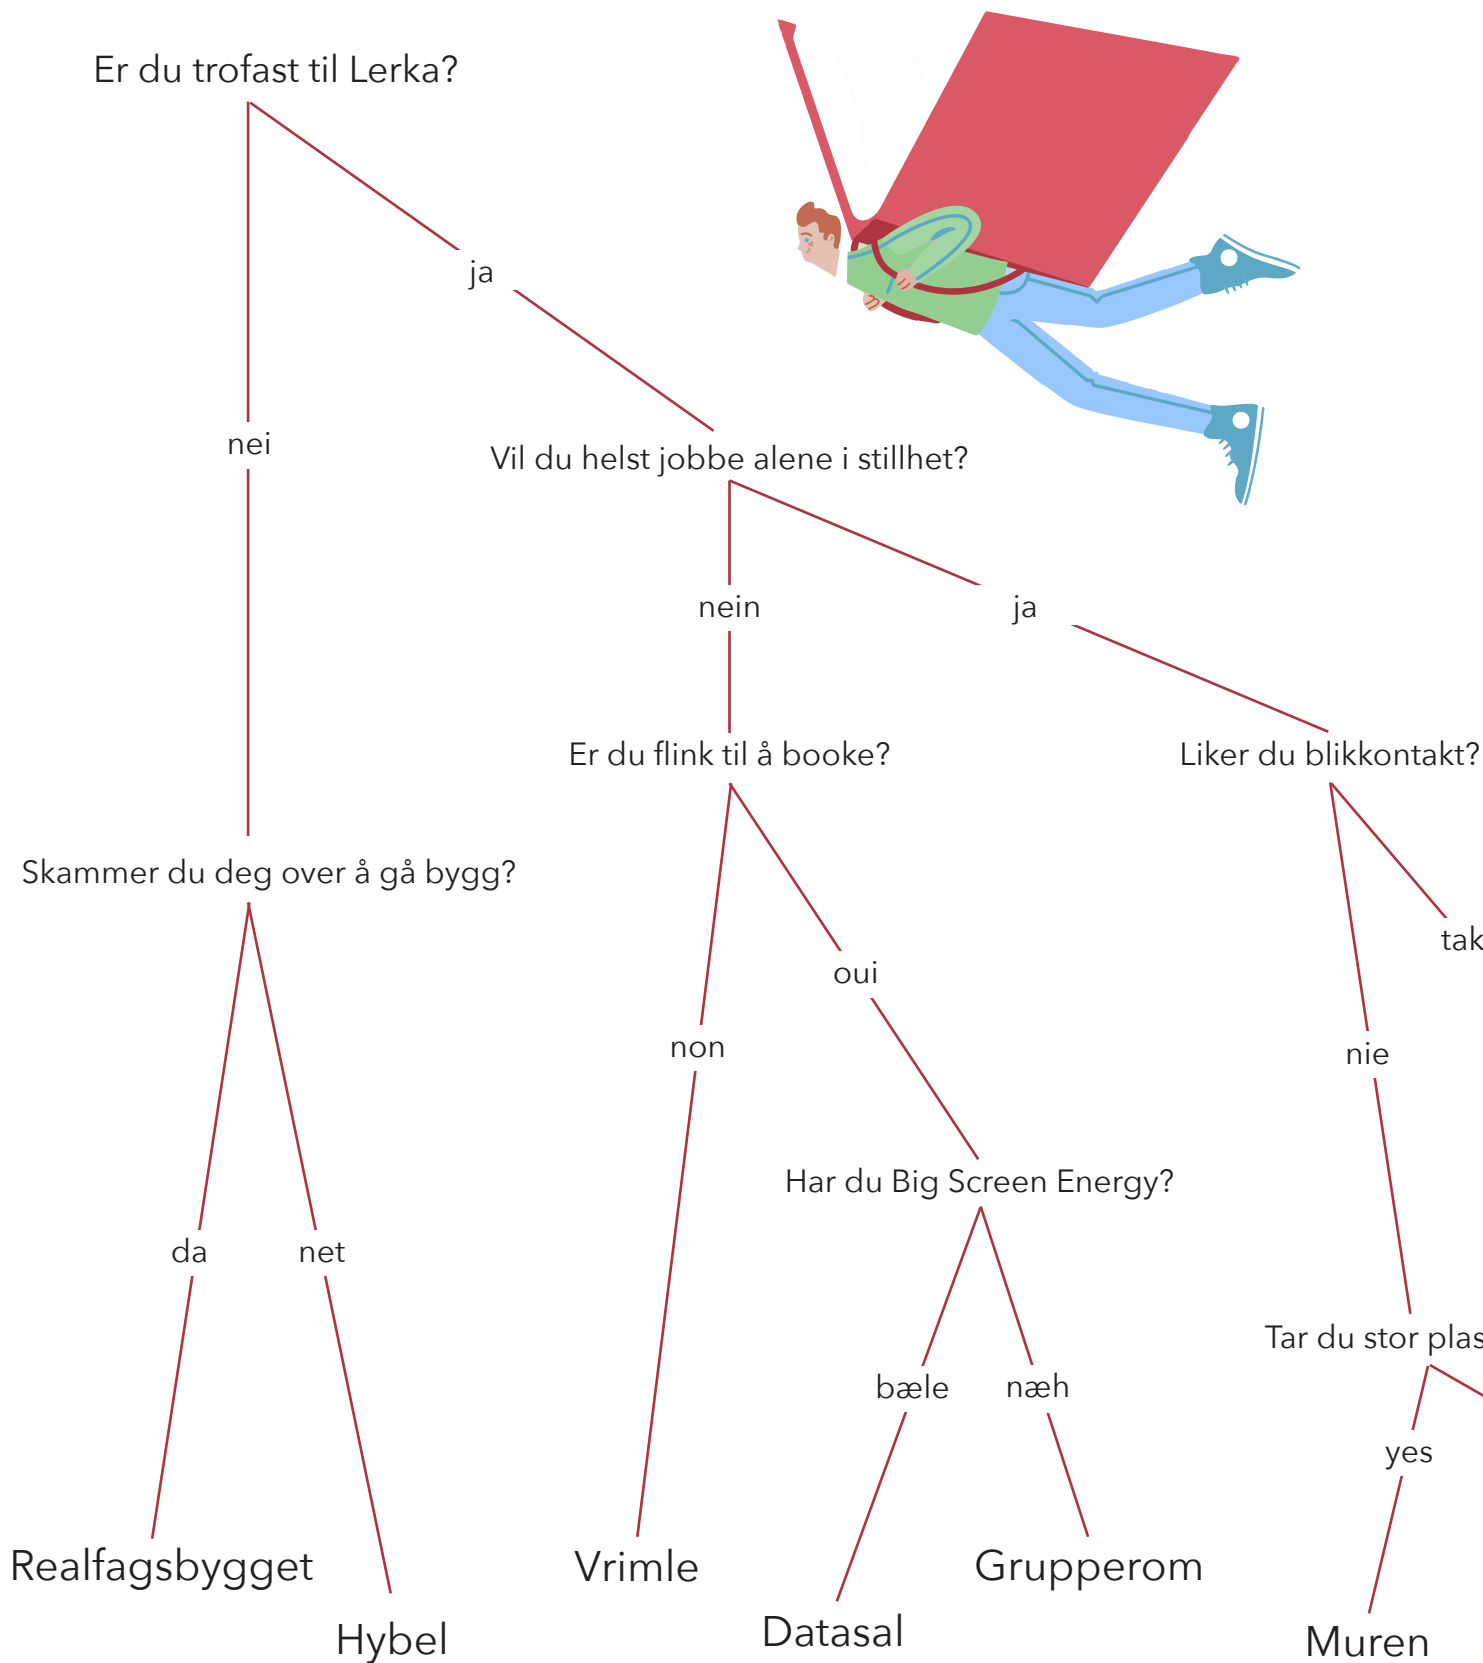 Er du trofast til Lerka?
ja
nei
Vil du helst jobbe alene i stillhet?
nein
ja
Er du flink til å booke?
Liker du blikkontakt?
Skammer du deg over å gå bygg?
tak
oui
non
nie
Har du Big Screen Energy?
da
net
Tar du stor plas
bæle
næh
yes
Realfagsbygget
Vrimle
Grupperom
Hybel
Datasal
Muren